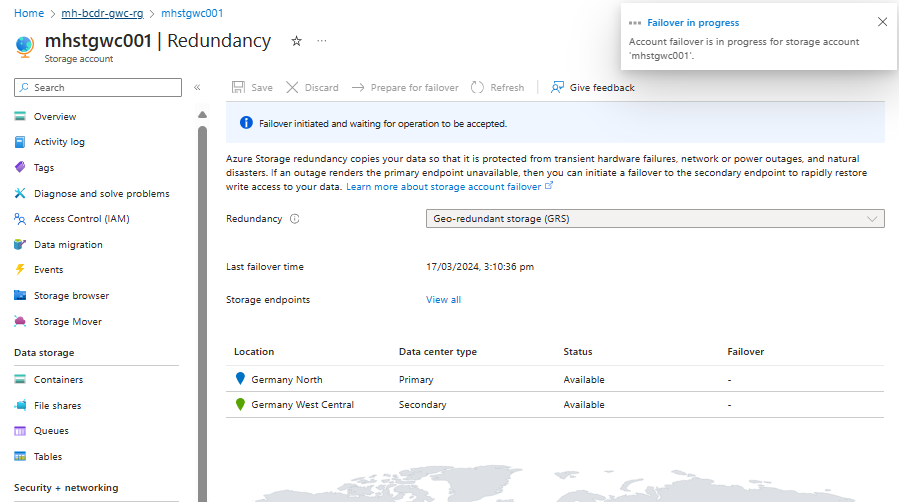 Home > mh-bcdr-gwc-rg > mhstgwc001
mhstgwc001 | Redundancy
Storage account
Failover in progress
Account failover is in progress for storage account
'mhstgwc001'.
Search
Save Discard Prepare for failover Refresh Give feedback
Overview
Activity log
Tags
Diagnose and solve problems
Access Control (IAM)
Data migration
Events
Storage browser
Storage Mover
Data storage
Containers
File shares
Queues
Tables
Security + networking
Failover initiated and waiting for operation to be accepted.
Azure Storage redundancy copies your data so that it is protected from transient hardware failures, network or power outages, and natural
disasters. If an outage renders the primary endpoint unavailable, then you can initiate a failover to the secondary endpoint to rapidly restore
write access to your data. Learn more about storage account failover
Redundancy Geo-redundant storage (GRS)
Last failover time 17/03/2024, 3:10:36 pm
Storage endpoints View all
Location Data center type Status Failover
Germany North Primary Available -
Germany West Central Secondary Available -